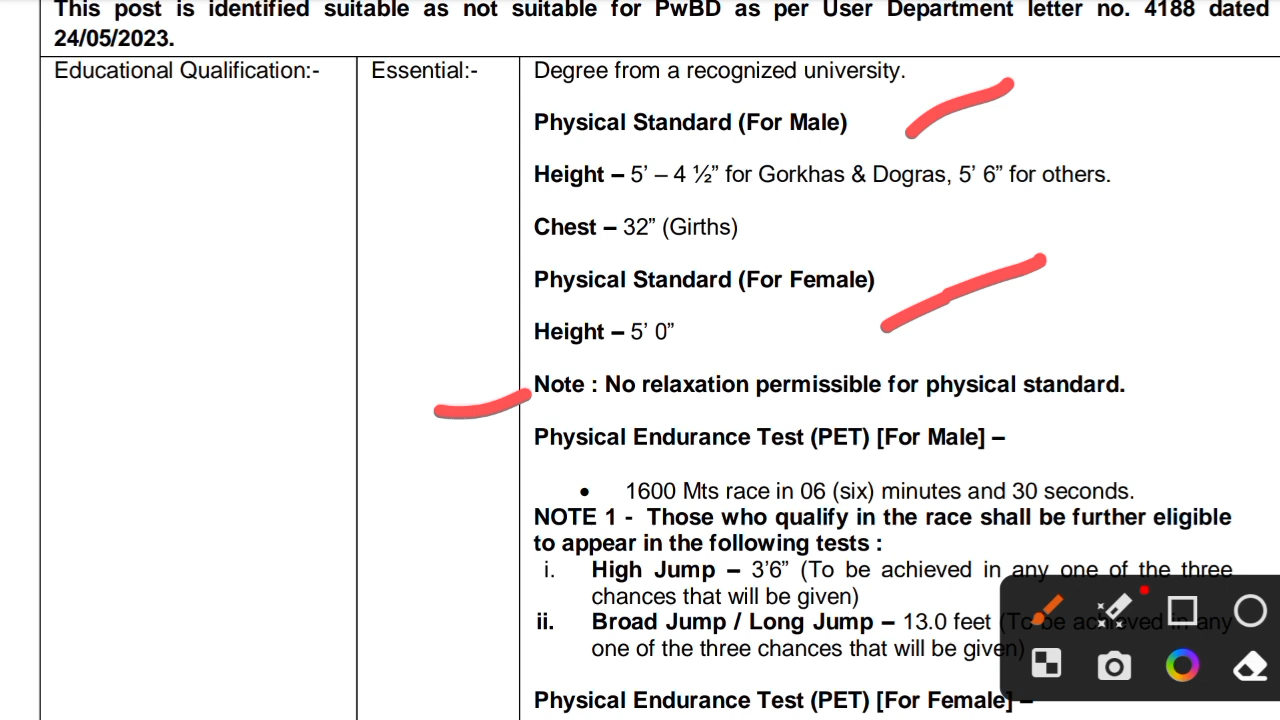 This post is identified suitable as not suitable for PwBD as per User Department letter no. 4188 dated
24/05/2023.
Educational Qualification:- Essential:- Degree from a recognized university.
Physical Standard (For Male)
Height – 5’ – 4 ½” for Gorkhas & Dogras, 5’ 6” for others.
Chest – 32” (Girths)
Physical Standard (For Female)
Height – 5’ 0”
Note : No relaxation permissible for physical standard.
Physical Endurance Test (PET) [For Male] –
• 1600 Mts race in 06 (six) minutes and 30 seconds.
NOTE 1 - Those who qualify in the race shall be further eligible
to appear in the following tests :
i. High Jump – 3’6” (To be achieved in any one of the three
chances that will be given)
ii. Broad Jump / Long Jump – 13.0 feet (To be achieved in any
one of the three chances that will be given)
Physical Endurance Test (PET) [For Female] –